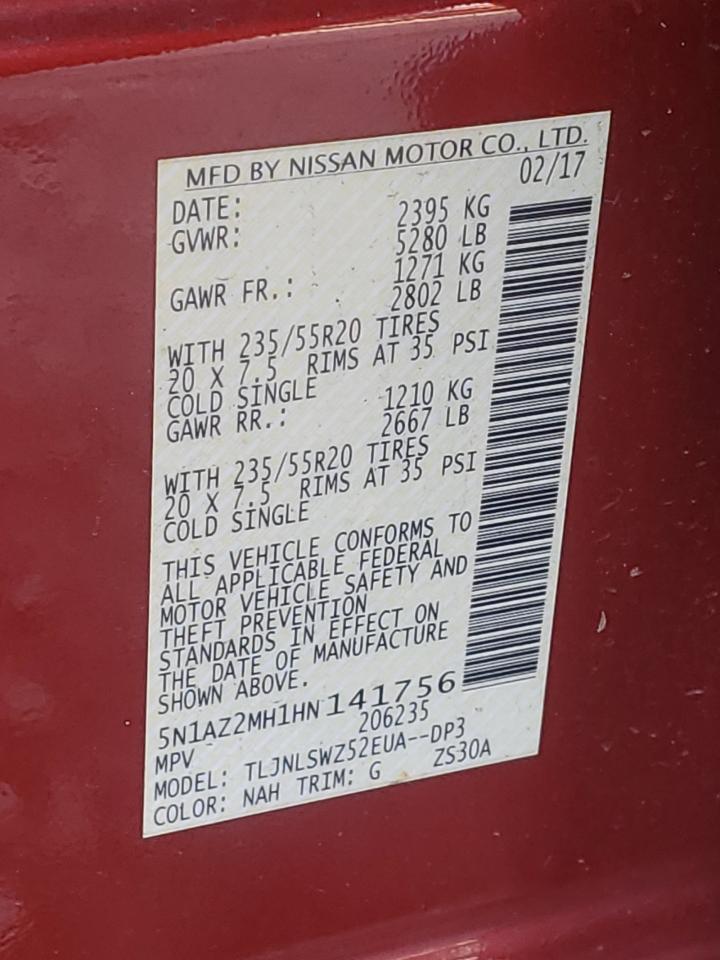 MFD BY NISSAN MOTOR CO., LTD.
DATE: 02/17
GVWR: 2395 KG
5280 LB
GAWR FR.: 1271 KG
2802 LB
WITH 235/55R20 TIRES
20 X 7.5 RIMS AT 35 PSI
COLD SINGLE
GAWR RR.: 1210 KG
2667 LB
WITH 235/55R20 TIRES
20 X 7.5 RIMS AT 35 PSI
COLD SINGLE
THIS VEHICLE CONFORMS TO
ALL APPLICABLE FEDERAL
MOTOR VEHICLE SAFETY AND
THEFT PREVENTION
STANDARDS IN EFFECT ON
THE DATE OF MANUFACTURE
SHOWN ABOVE.
5N1AZ2MH1HN141756
MPV 206235
MODEL: TLJNLSWZ52EUA--DP3
COLOR: NAH TRIM: G ZS30A